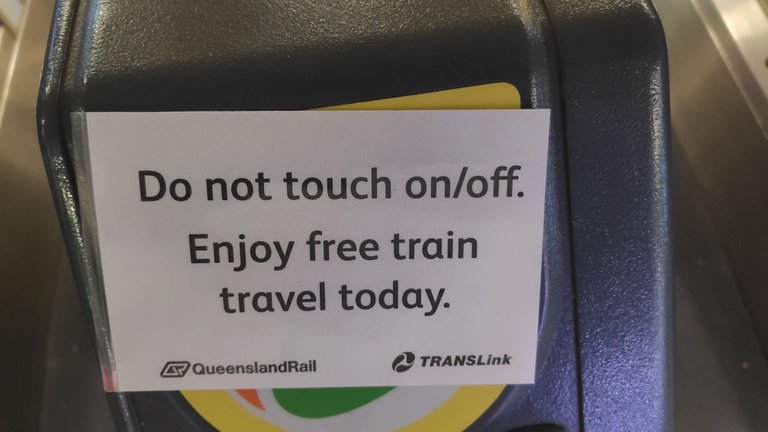 Do not touch on/off.
Enjoy free train
travel today.
QueenslandRail TRANSLink